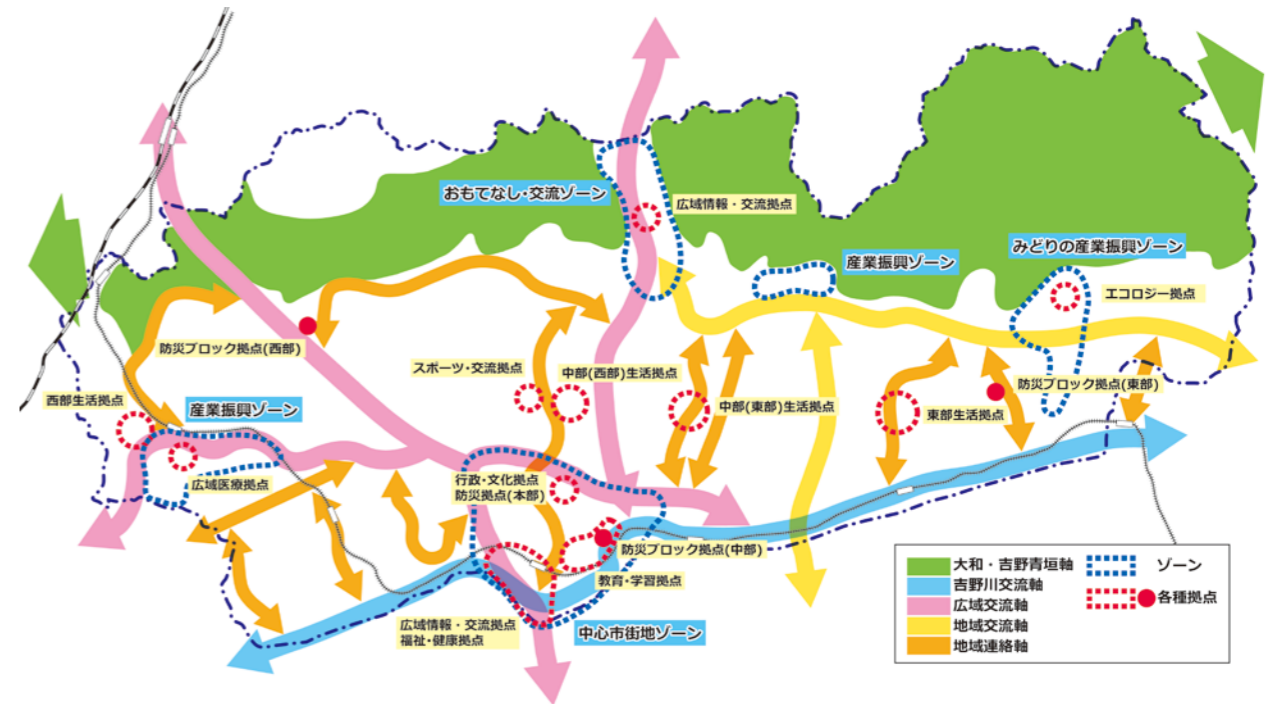 おもてなし・交流ゾーン
広域情報・交流拠点
みどりの産業振興ゾーン
産業振興ゾーン
エコロジー拠点
防災ブロック拠点(西部)
スポーツ・交流拠点
中部(西部)生活拠点
防災ブロック拠点(東部)
西部生活拠点
産業振興ゾーン
中部(東部)生活拠点
東部生活拠点
広域医療拠点
行政・文化拠点
防災拠点(本部)
防災ブロック拠点(中部)
教育・学習拠点
広域情報・交流拠点
福祉・健康拠点
中心市街地ゾーン
大和・吉野青垣軸
吉野川交流軸
広域交流軸
地域交流軸
地域連絡軸
ゾーン
各種拠点